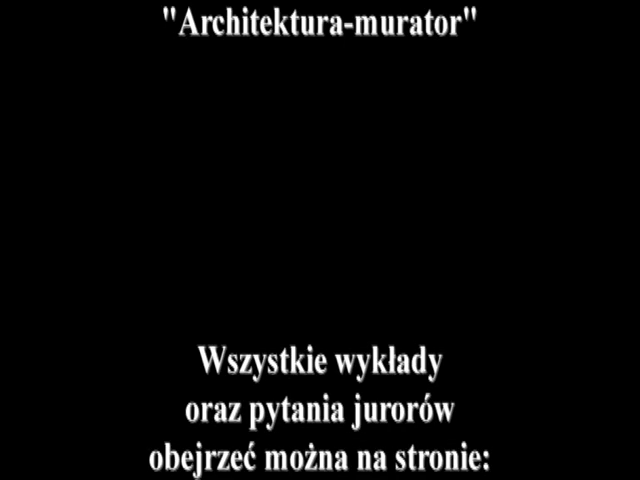 "Architektura-murator"
Wszystkie wykłady
oraz pytania jurorów
obejrzeć można na stronie: